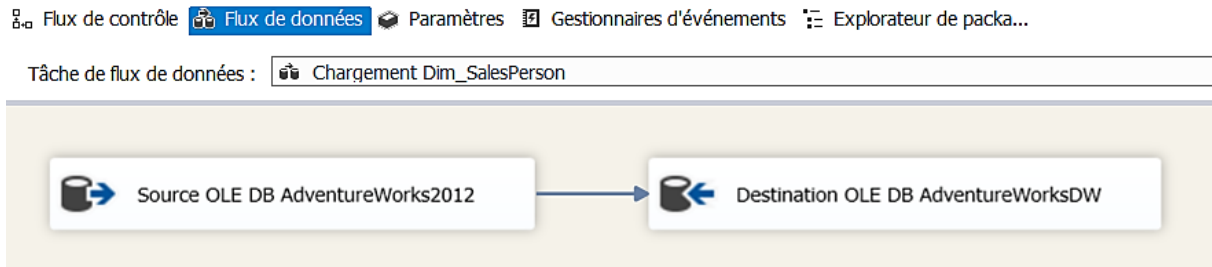 Flux de contrôle Flux de données Paramètres Gestionnaires d'événements Explorateur de packa...
Tâche de flux de données : Chargement Dim_SalesPerson
Source OLE DB AdventureWorks2012 Destination OLE DB AdventureWorksDW